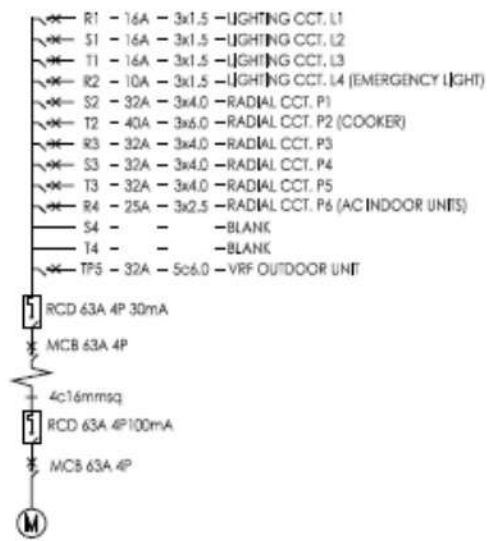 R1 - 16A - 3x1.5 - LIGHTING CCT. L1
S1 - 16A - 3x1.5 - LIGHTING CCT. L2
T1 - 16A - 3x1.5 - LIGHTING CCT. L3
R2 - 10A - 3x1.5 - LIGHTING CCT. L4 (EMERGENCY LIGHT)
S2 - 32A - 3x4.0 - RADIAL CCT. P1
T2 - 40A - 3x6.0 - RADIAL CCT. P2 (COOKER)
R3 - 32A - 3x4.0 - RADIAL CCT. P3
S3 - 32A - 3x4.0 - RADIAL CCT. P4
T3 - 32A - 3x4.0 - RADIAL CCT. P5
R4 - 25A - 3x2.5 - RADIAL CCT. P6 (AC INDOOR UNITS)
S4 - - - BLANK
T4 - - - BLANK
TP5 - 32A - 5c6.0 - VRF OUTDOOR UNIT
RCD 63A 4P 30mA
MCB 63A 4P
4c16mmsq
RCD 63A 4P100mA
MCB 63A 4P
M